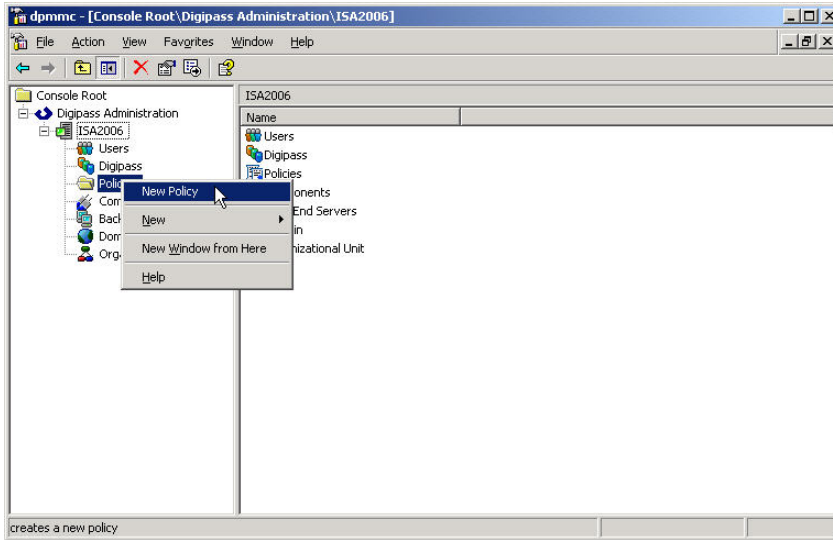 dpmmc - [Console Root\Digipass Administration\ISA2006]
File Action View Favorites Window Help
Console Root
Digipass Administration
ISA2006
Users
Digipass
Polic
Com
Back
Dom
Orga
New Policy
New
New Window from Here
Help
ISA2006
Name
Users
Digipass
Policies
onents
End Servers
in
nizational Unit
creates a new policy